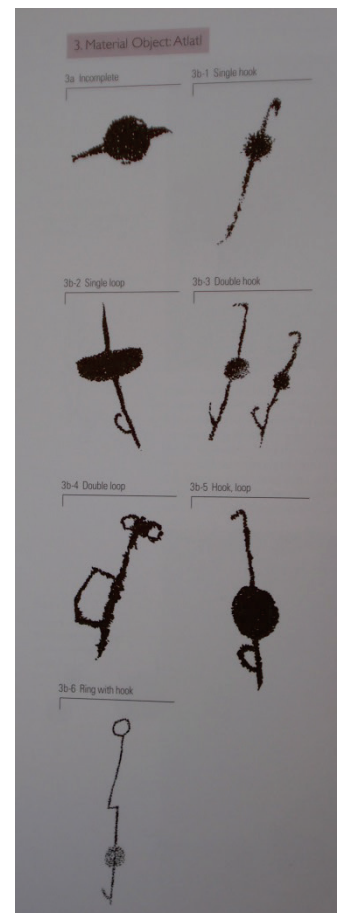 3. Material Object: Atlatl
3a Incomplete
3b-1 Single hook
3b-2 Single loop
3b-3 Double hook
3b-4 Double loop
3b-5 Hook, loop
3b-6 Ring with hook